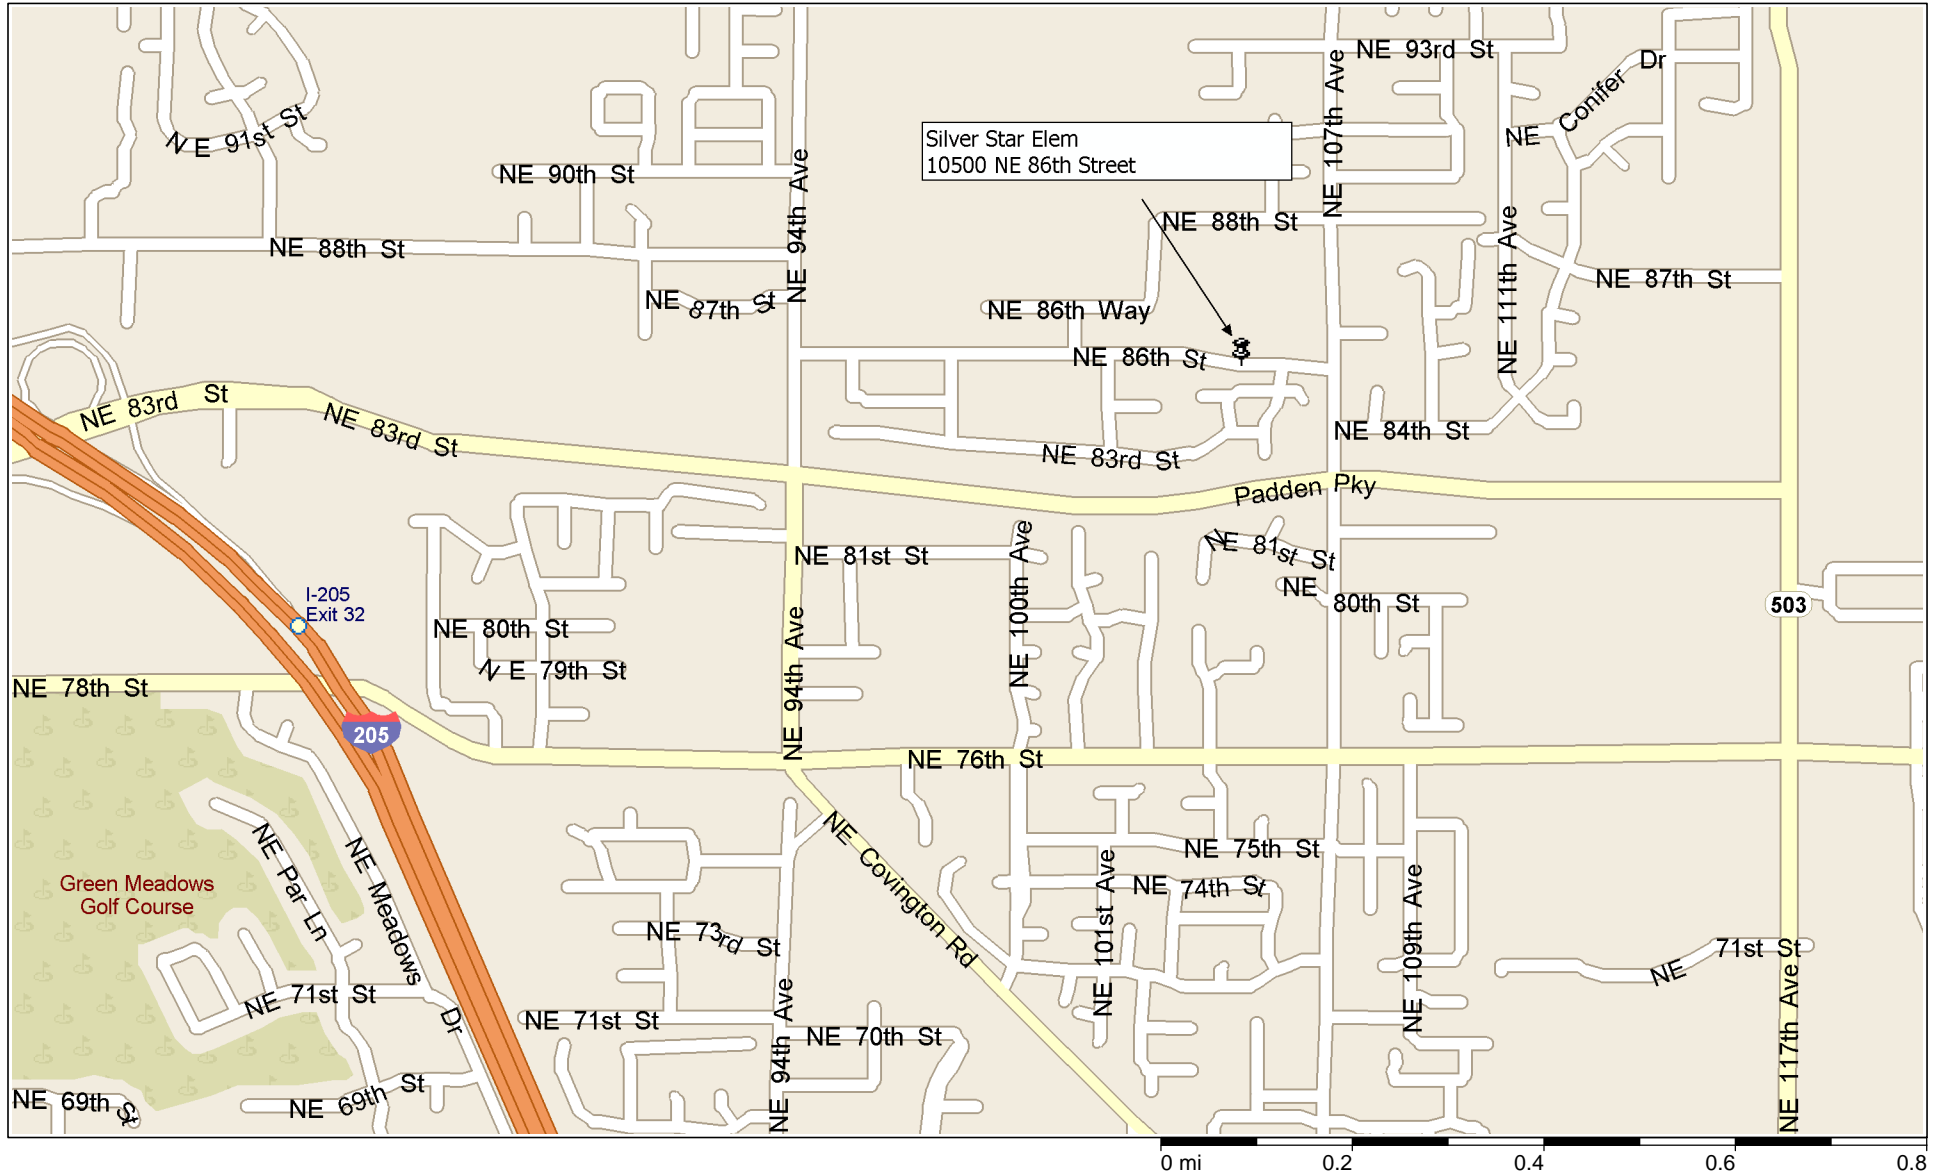 NE 93rd St
Conifer Dr
NE
NE 91st St
NE 107th Ave
Silver Star Elem
10500 NE 86th Street
NE 90th St
NE 94th Ave
NE 88th St
NE 88th St
NE 111th Ave
NE 87th St
NE 87th St
NE 86th Way
NE 86th St
NE 83rd St
NE 83rd St
NE 84th St
NE 83rd St
Padden Pky
NE 81st St
NE 100th Ave
NE 81st St
I-205
Exit 32
NE 80th St
503
NE 80th St
NE 94th Ave
NE 79th St
NE 78th St
205
NE 76th St
NE Covington Rd
NE Par Ln
NE Meadows Dr
NE 75th St
Green Meadows
Golf Course
NE 101st Ave
NE 74th St
NE 109th Ave
NE 73rd St
NE 71st St
NE 71st St
NE 71st St
NE 94th Ave
NE 70th St
NE 117th Ave
NE 69th St
NE 69th St
0 mi 0.2 0.4 0.6 0.8